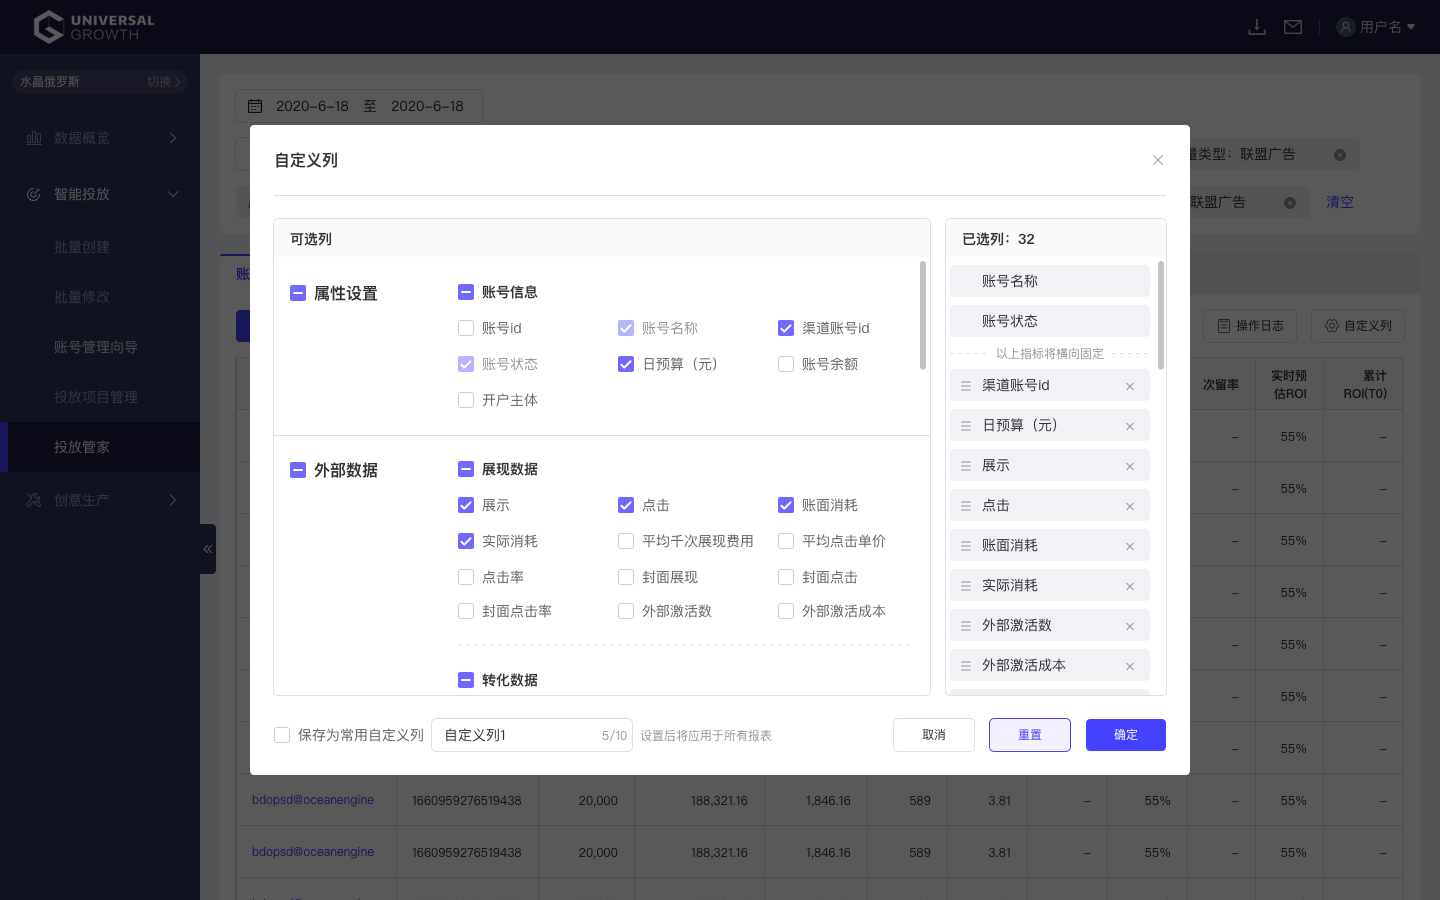 UNIVERSAL
GROWTH
用户名
水晶俄罗斯
切换
数据概览
智能投放
批量创建
批量修改
账号管理向导
投放项目管理
投放管家
创意生产
2020-6-18 至 2020-6-18
类型：联盟广告
联盟广告
清空
账
操作日志
自定义列
次留率
实时预
估ROI
累计
ROI(T0)
– 55% –
– 55% –
– 55% –
– 55% –
– 55% –
– 55% –
– 55% –
自定义列
可选列
属性设置
账号信息
账号id 账号名称 渠道账号id
账号状态 日预算（元） 账号余额
开户主体
外部数据
展现数据
展示 点击 账面消耗
实际消耗 平均千次展现费用 平均点击单价
点击率 封面展现 封面点击
封面点击率 外部激活数 外部激活成本
转化数据
已选列：32
账号名称
账号状态
以上指标将横向固定
渠道账号id
日预算（元）
展示
点击
账面消耗
实际消耗
外部激活数
外部激活成本
保存为常用自定义列 自定义列1 5/10 设置后将应用于所有报表
取消 重置 确定
bdopsd@oceanengine 1660959276519438 20,000 188,321.16 1,846.16 589 3.81 – 55% – 55% –
bdopsd@oceanengine 1660959276519438 20,000 188,321.16 1,846.16 589 3.81 – 55% – 55% –